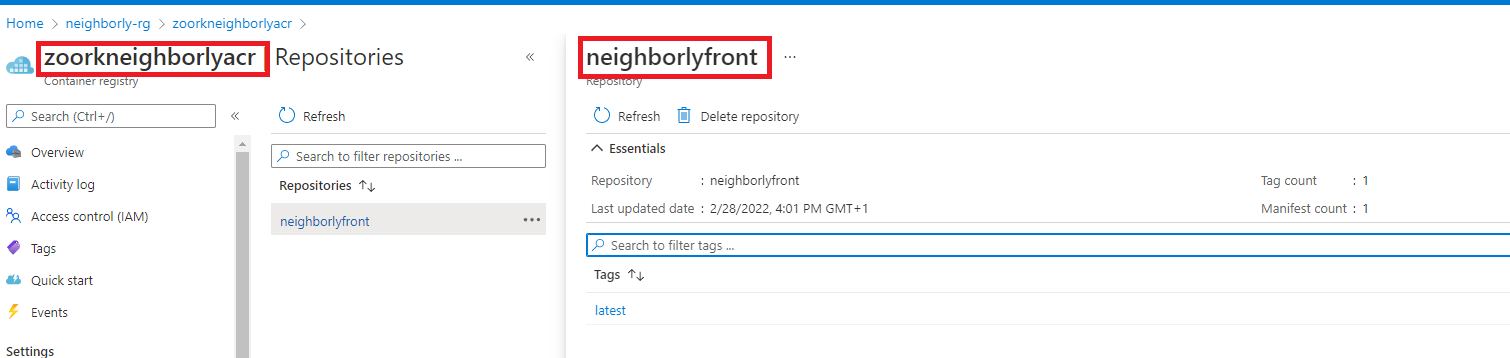 Home > neighborly-rg > zoorkneighborlyacr >
zoorkneighborlyacr | Repositories «
Container registry
Search (Ctrl+/) «
Overview
Activity log
Access control (IAM)
Tags
Quick start
Events
Settings
Refresh
Search to filter repositories ...
Repositories ↑↓
neighborlyfront ...
neighborlyfront ...
Repository
Refresh Delete repository
Essentials
Repository : neighborlyfront Tag count : 1
Last updated date : 2/28/2022, 4:01 PM GMT+1 Manifest count : 1
Search to filter tags ...
Tags ↑↓
latest